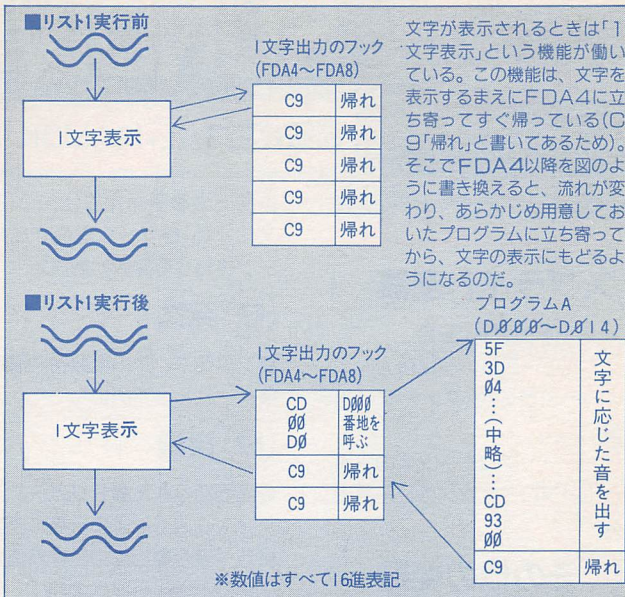 ■リスト1実行前
1文字表示
1文字出力のフック
(FDA4〜FDA8)
C9 帰れ
C9 帰れ
C9 帰れ
C9 帰れ
C9 帰れ
文字が表示されるときは「1
文字表示」という機能が働い
ている。この機能は、文字を
表示するまえにFDA4に立
ち寄ってすぐ帰っている(C
9「帰れ」と書いてあるため)。
そこでFDA4以降を図のよ
うに書き換えると、流れが変
わり、あらかじめ用意してお
いたプログラムに立ち寄って
から、文字の表示にもどるよ
うになるのだ。
■リスト1実行後
1文字表示
1文字出力のフック
(FDA4〜FDA8)
CD D000
00 番地を
D0 呼ぶ
C9 帰れ
C9 帰れ
プログラムA
(D000〜D014)
5F
3D
04
⋮
(中略)
⋮
CD
93
00
文字に応じた音を出す
C9 帰れ
※数値はすべて16進表記